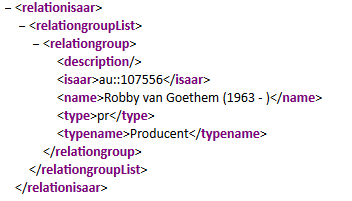 – <relationisaar>
– <relationgroupList>
– <relationgroup>
<description/>
<isaar>au::107556</isaar>
<name>Robby van Goethem (1963 - )</name>
<type>pr</type>
<typename>Producent</typename>
</relationgroup>
</relationgroupList>
</relationisaar>